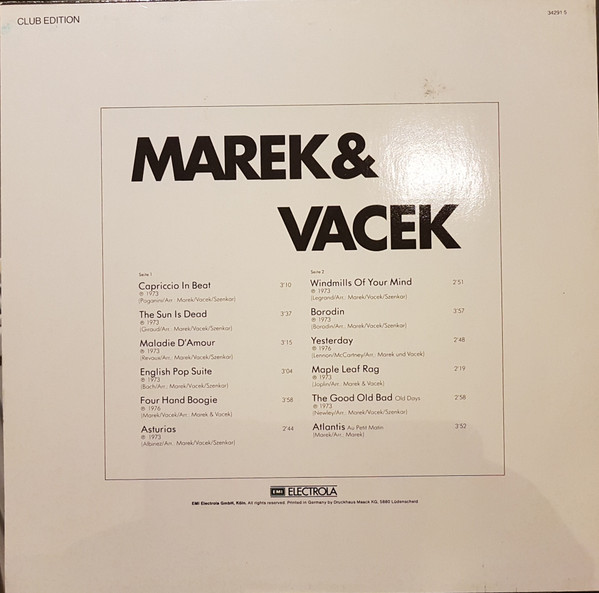 CLUB EDITION
34291 5
MAREK &
VACEK
Seite 1
Capriccio In Beat 3'10
℗ 1973
(Paganini/Arr.: Marek/Vacek/Szenkar)
The Sun Is Dead 3'37
℗ 1973
(Giraud/Arr.: Marek/Vacek/Szenkar)
Maladie D'Amour 3'15
℗ 1973
(Revaux/Arr.: Marek/Vacek/Szenkar)
English Pop Suite 3'04
℗ 1973
(Bach/Arr.: Marek/Vacek/Szenkar)
Four Hand Boogie 3'58
℗ 1976
(Marek/Vacek/Arr.: Marek & Vacek)
Asturias 2'44
℗ 1973
(Albeniz/Arr.: Marek/Vacek/Szenkar)
Seite 2
Windmills Of Your Mind 2'51
℗ 1973
(Legrand/Arr.: Marek/Vacek/Szenkar)
Borodin 3'57
℗ 1973
(Borodin/Arr.: Marek/Vacek/Szenkar)
Yesterday 2'48
℗ 1976
(Lennon/McCartney/Arr.: Marek und Vacek)
Maple Leaf Rag 2'19
℗ 1973
(Joplin/Arr.: Marek & Vacek)
The Good Old Bad Old Days 2'58
℗ 1973
(Newley/Arr.: Marek/Vacek/Szenkar)
Atlantis Au Petit Matin 3'52
(Marek/Arr.: Marek)
EMI ELECTROLA
EMI Electrola GmbH, Köln. All rights reserved. Printed in Germany by Druckhaus Maack KG, 5880 Lüdenscheid